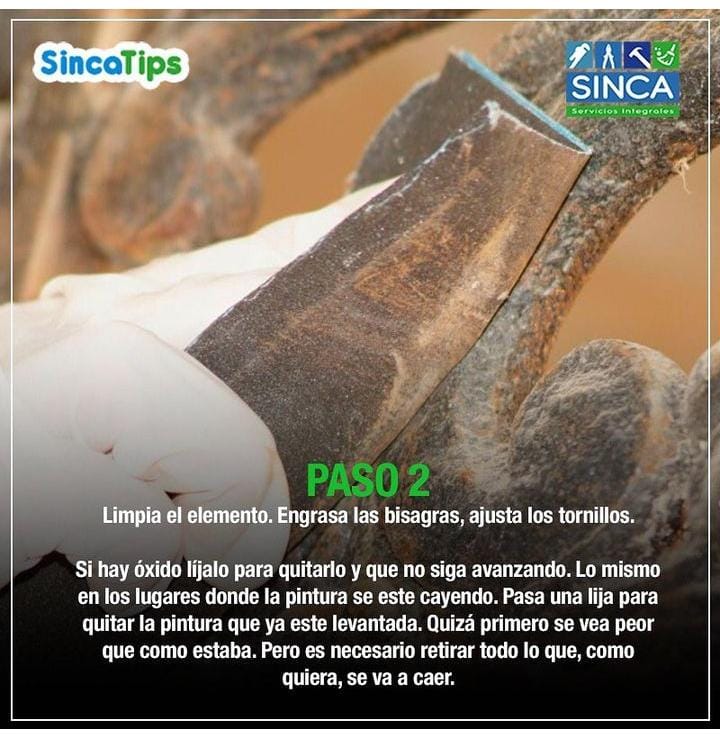 SincaTips
SINCA
Servicios Integrales
PASO 2
Limpia el elemento. Engrasa las bisagras, ajusta los tornillos.
Si hay óxido líjalo para quitarlo y que no siga avanzando. Lo mismo
en los lugares donde la pintura se este cayendo. Pasa una lija para
quitar la pintura que ya este levantada. Quizá primero se vea peor
que como estaba. Pero es necesario retirar todo lo que, como
quiera, se va a caer.